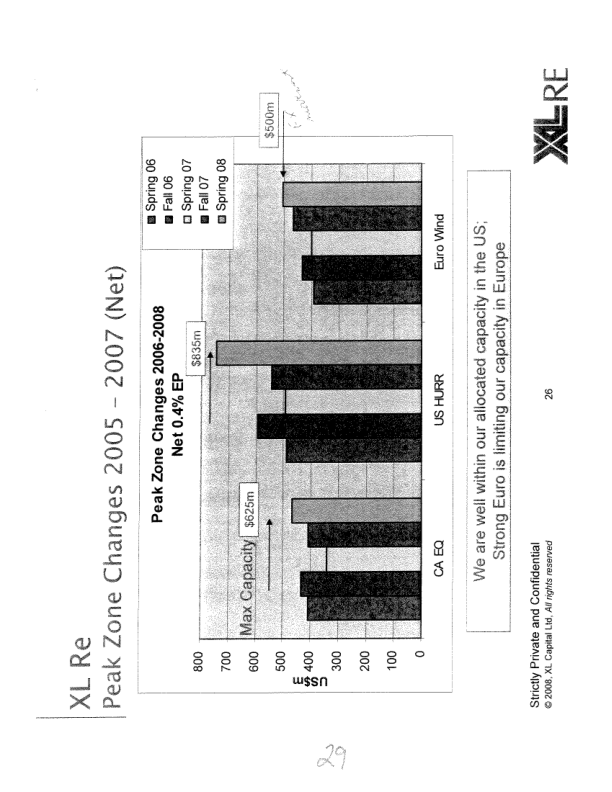 XL Re
Peak Zone Changes 2005 – 2007 (Net)
Peak Zone Changes 2006-2008
Net 0.4% EP
Spring 06
Fall 06
Spring 07
Fall 07
Spring 08
Max Capacity
$625m
$835m
$500m
US$m
800
700
600
500
400
300
200
100
0
CA EQ
US HURR
Euro Wind
We are well within our allocated capacity in the US;
Strong Euro is limiting our capacity in Europe
Strictly Private and Confidential
© 2008, XL Capital Ltd, All rights reserved
26
XL RE
29